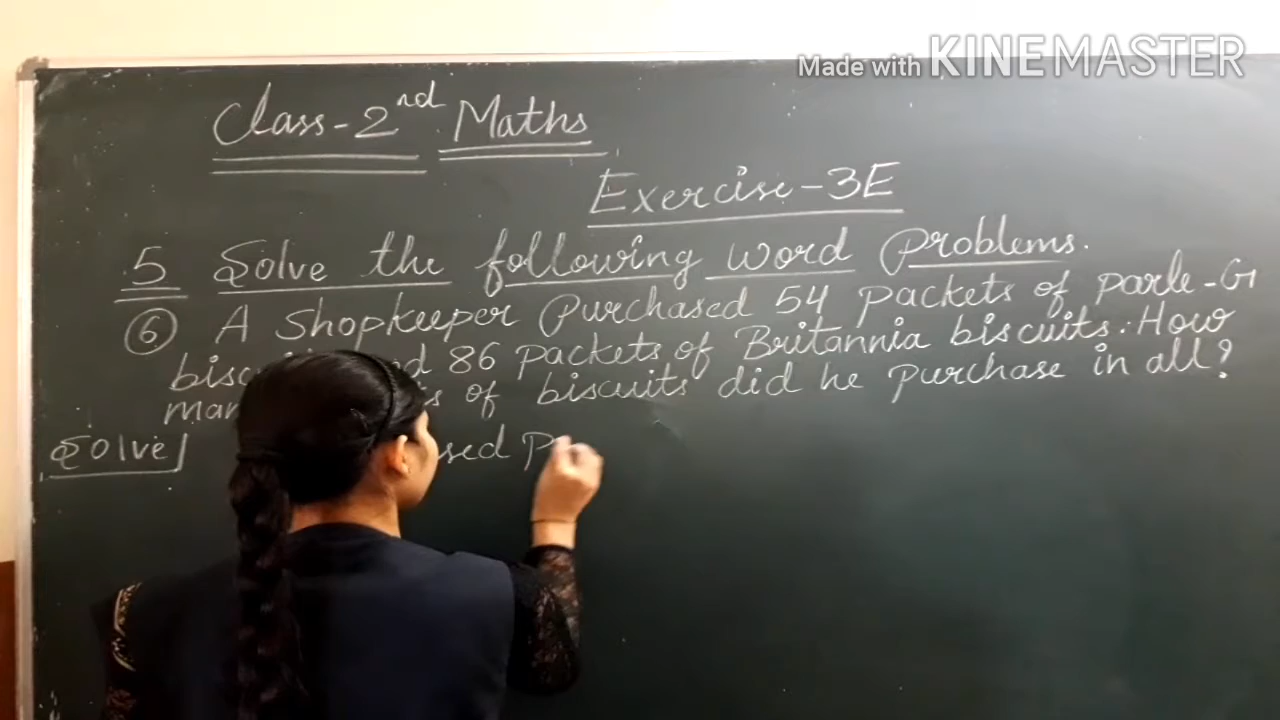 Made with KINEMASTER
Class-2nd Maths
Exercise-3E
5 Solve the following word problems.
⑥ A Shopkeeper Purchased 54 packets of parle-G
86 packets of Britannia biscuits. How
of biscuits did he purchase in all?
Solve